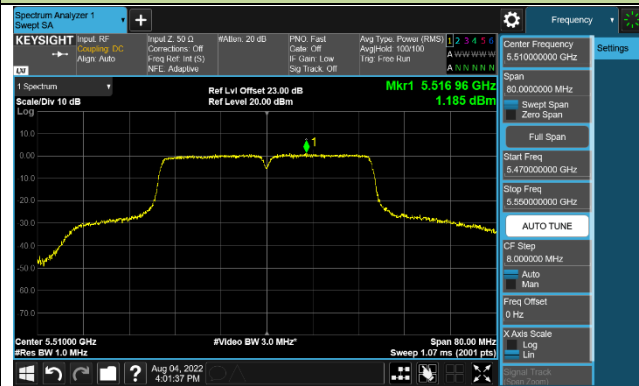 Spectrum Analyzer 1
Swept SA
Frequency
KEYSIGHT
Input: RF
Coupling: DC
Align: Auto
Input Z: 50 Ω
Corrections: Off
Freq Ref: Int (S)
NFE: Adaptive
#Atten: 20 dB
PNO: Fast
Gate: Off
IF Gain: Low
Sig Track: Off
Avg Type: Power (RMS)
Avg|Hold: 100/100
Trig: Free Run
1 2 3 4 5 6
A W W W W W
A N N N N N
LXI
1 Spectrum
Scale/Div 10 dB
Log
Ref Lvl Offset 23.00 dB
Ref Level 20.00 dBm
Mkr1 5.516 96 GHz
1.185 dBm
1
10.0
0.00
-10.0
-20.0
-30.0
-40.0
-50.0
-60.0
-70.0
Center 5.51000 GHz
#Res BW 1.0 MHz
#Video BW 3.0 MHz*
Span 80.00 MHz
Sweep 1.07 ms (2001 pts)
Aug 04, 2022
4:01:37 PM
Settings
Center Frequency
5.510000000 GHz
Span
80.0000000 MHz
Swept Span
Zero Span
Full Span
Start Freq
5.470000000 GHz
Stop Freq
5.550000000 GHz
AUTO TUNE
CF Step
8.000000 MHz
Auto
Man
Freq Offset
0 Hz
X Axis Scale
Log
Lin
Signal Track
(Span Zoom)